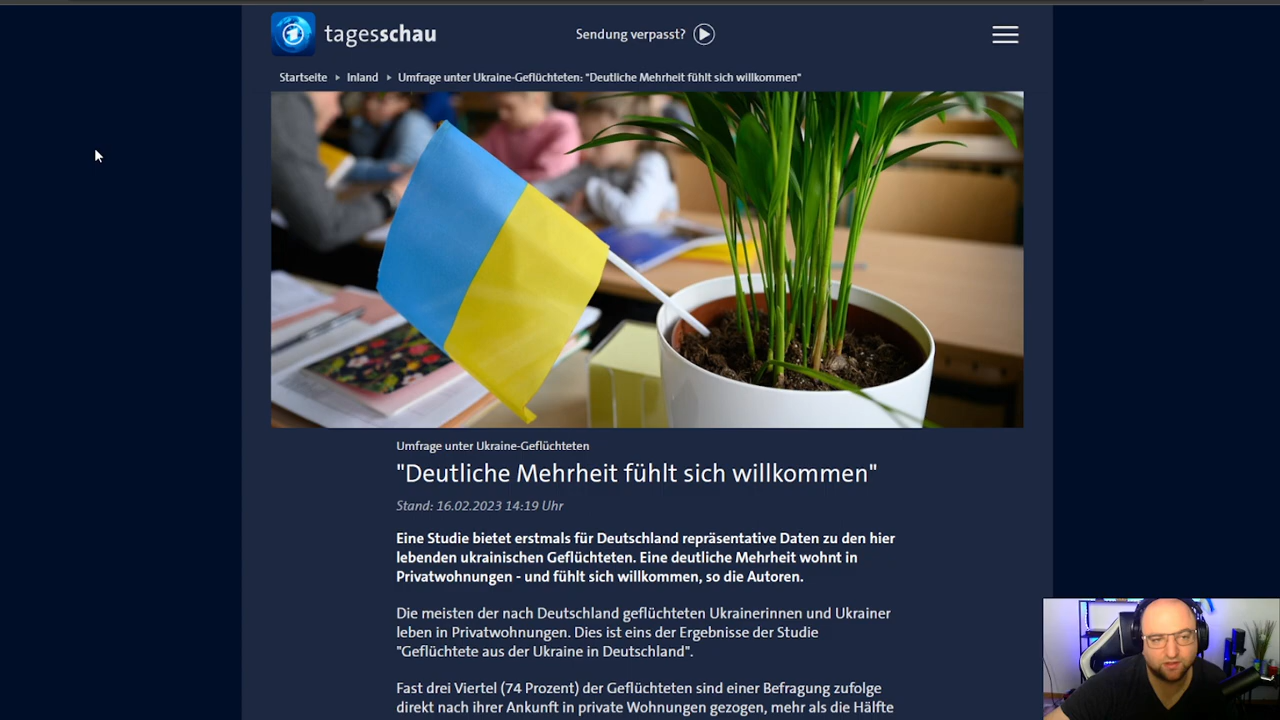 tagesschau
Sendung verpasst?
Startseite
Inland
Umfrage unter Ukraine-Geflüchteten: "Deutliche Mehrheit fühlt sich willkommen"
Umfrage unter Ukraine-Geflüchteten
"Deutliche Mehrheit fühlt sich willkommen"
Stand: 16.02.2023 14:19 Uhr
Eine Studie bietet erstmals für Deutschland repräsentative Daten zu den hier
lebenden ukrainischen Geflüchteten. Eine deutliche Mehrheit wohnt in
Privatwohnungen - und fühlt sich willkommen, so die Autoren.
Die meisten der nach Deutschland geflüchteten Ukrainerinnen und Ukrainer
leben in Privatwohnungen. Dies ist eins der Ergebnisse der Studie
"Geflüchtete aus der Ukraine in Deutschland".
Fast drei Viertel (74 Prozent) der Geflüchteten sind einer Befragung zufolge
direkt nach ihrer Ankunft in private Wohnungen gezogen, mehr als die Hälfte